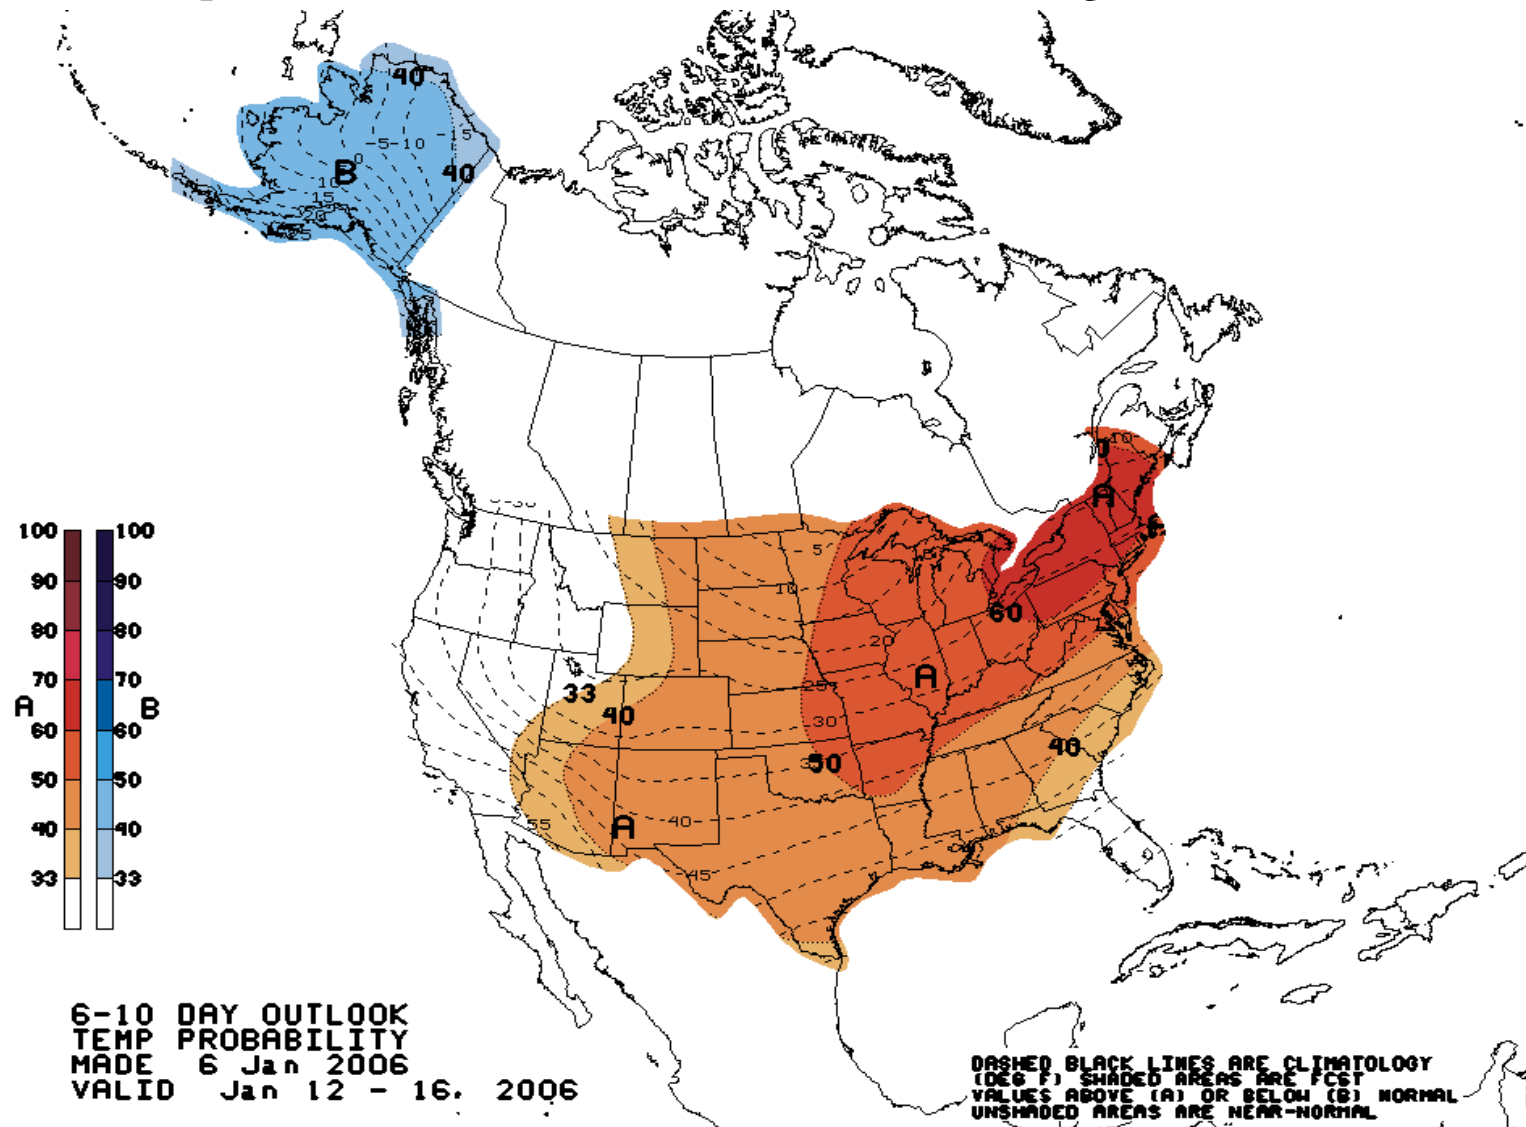 40
-15
-5-10
0
B
40
10
15
20
25
10
A
5
10
60
20
A
25
33
40
30
50
40
A
40
55
45
100 100
90 90
80 80
70 70
A B
60 60
50 50
40 40
33 33
6-10 DAY OUTLOOK
TEMP PROBABILITY
MADE 6 Jan 2006
VALID Jan 12 - 16, 2006
DASHED BLACK LINES ARE CLIMATOLOGY
(DEG F) SHADED AREAS ARE FCST
VALUES ABOVE (A) OR BELOW (B) NORMAL
UNSHADED AREAS ARE NEAR-NORMAL